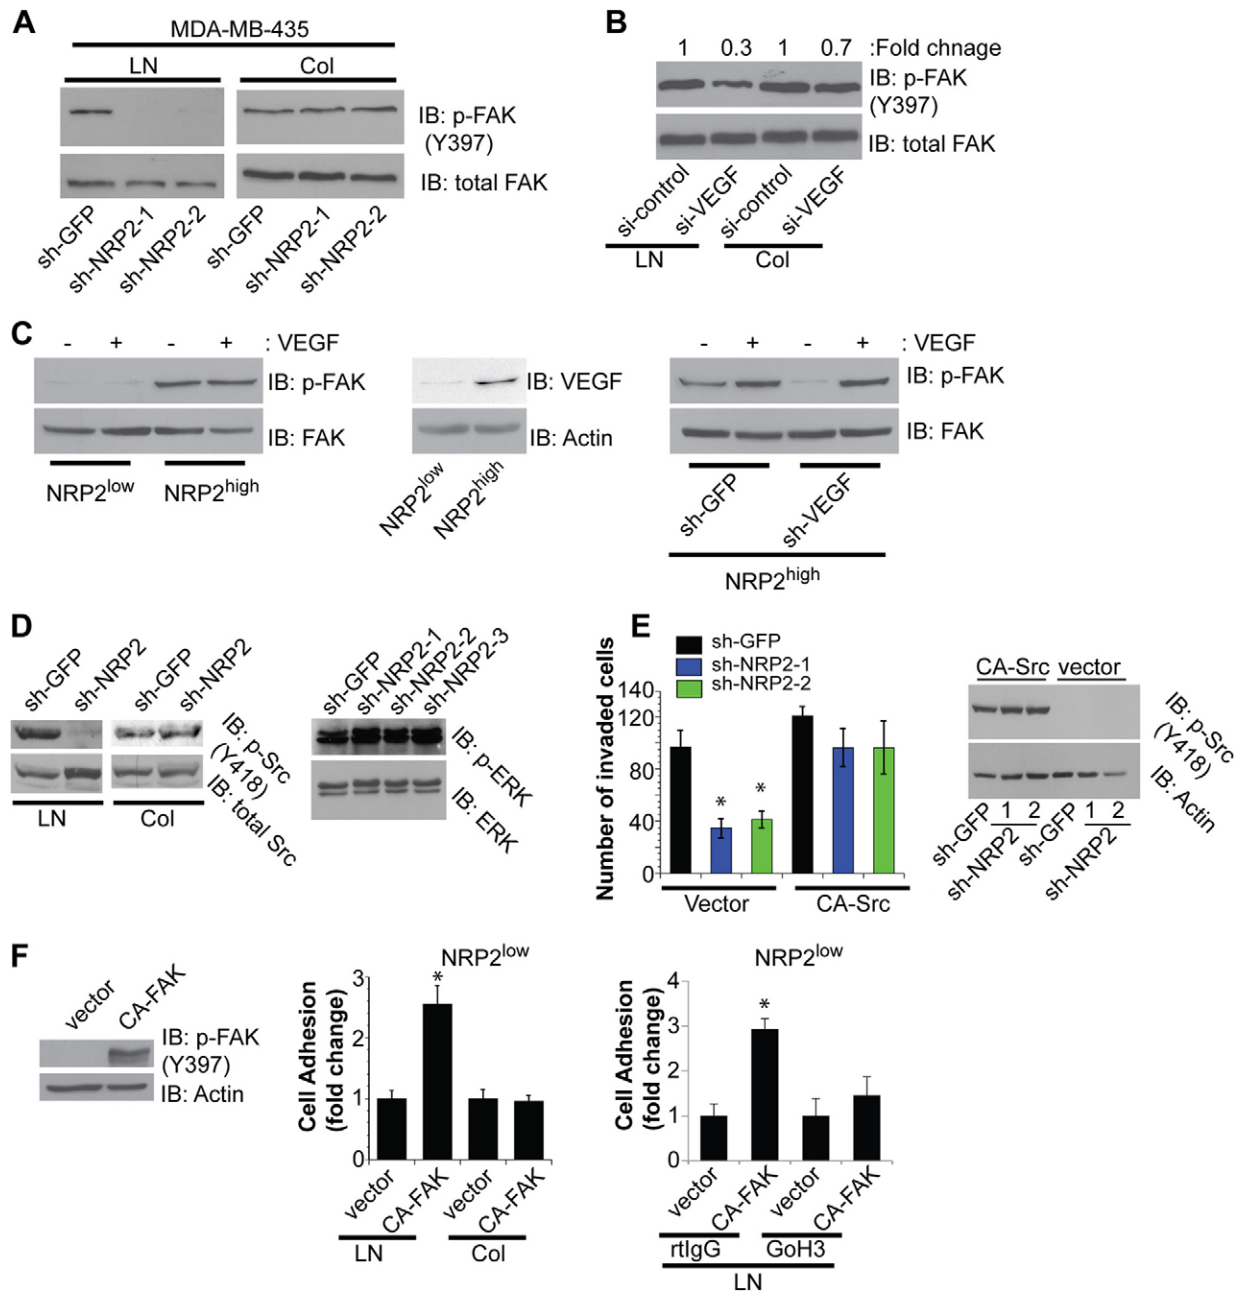 A
MDA-MB-435
LN Col
IB: p-FAK
(Y397)
IB: total FAK
sh-GFP sh-NRP2-1 sh-NRP2-2 sh-GFP sh-NRP2-1 sh-NRP2-2
B
1 0.3 1 0.7 :Fold chnage
IB: p-FAK
(Y397)
IB: total FAK
si-control si-VEGF si-control si-VEGF
LN Col
C
- + - + : VEGF
IB: p-FAK
IB: FAK
NRP2low NRP2high
IB: VEGF
IB: Actin
NRP2low NRP2high
- + - + : VEGF
IB: p-FAK
IB: FAK
sh-GFP sh-VEGF
NRP2high
D
sh-GFP sh-NRP2 sh-GFP sh-NRP2
IB: p-Src
(Y418)
IB: total Src
LN Col
sh-GFP sh-NRP2-1 sh-NRP2-2 sh-NRP2-3
IB: p-ERK
IB: ERK
E
sh-GFP
sh-NRP2-1
sh-NRP2-2
Number of invaded cells
140
120
80
40
0
* *
Vector CA-Src
CA-Src vector
IB: p-Src
(Y418)
IB: Actin
sh-GFP 1 2 sh-GFP 1 2
sh-NRP2 sh-NRP2
F
vector CA-FAK
IB: p-FAK
(Y397)
IB: Actin
NRP2low
Cell Adhesion
(fold change)
3
2
1
0
*
vector CA-FAK vector CA-FAK
LN Col
NRP2low
Cell Adhesion
(fold change)
4
3
2
1
0
*
vector CA-FAK vector CA-FAK
rtIgG GoH3
LN